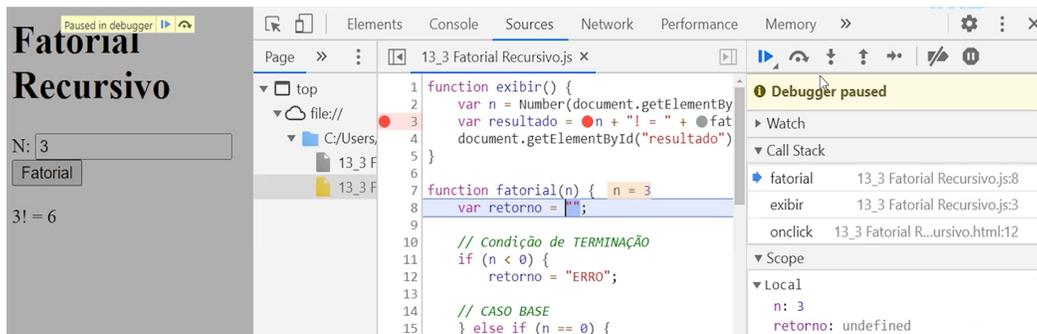 Paused in debugger
Fatorial
Recursivo
N: 3
Fatorial
3! = 6
Elements Console Sources Network Performance Memory »
Page » 13_3 Fatorial Recursivo.js ×
top
file://
C:/Users,
13_3 F
13_3 F
1 function exibir() {
2 var n = Number(document.getElementBy
3 var resultado = n + "! = " + fat
4 document.getElementById("resultado")
5 }
6
7 function fatorial(n) { n = 3
8 var retorno = "";
9
10 // Condição de TERMINAÇÃO
11 if (n < 0) {
12 retorno = "ERRO";
13
14 // CASO BASE
15 } else if (n == 0) {
Debugger paused
Watch
Call Stack
fatorial 13_3 Fatorial Recursivo.js:8
exibir 13_3 Fatorial Recursivo.js:3
onclick 13_3 Fatorial R...ursivo.html:12
Scope
Local
n: 3
retorno: undefined